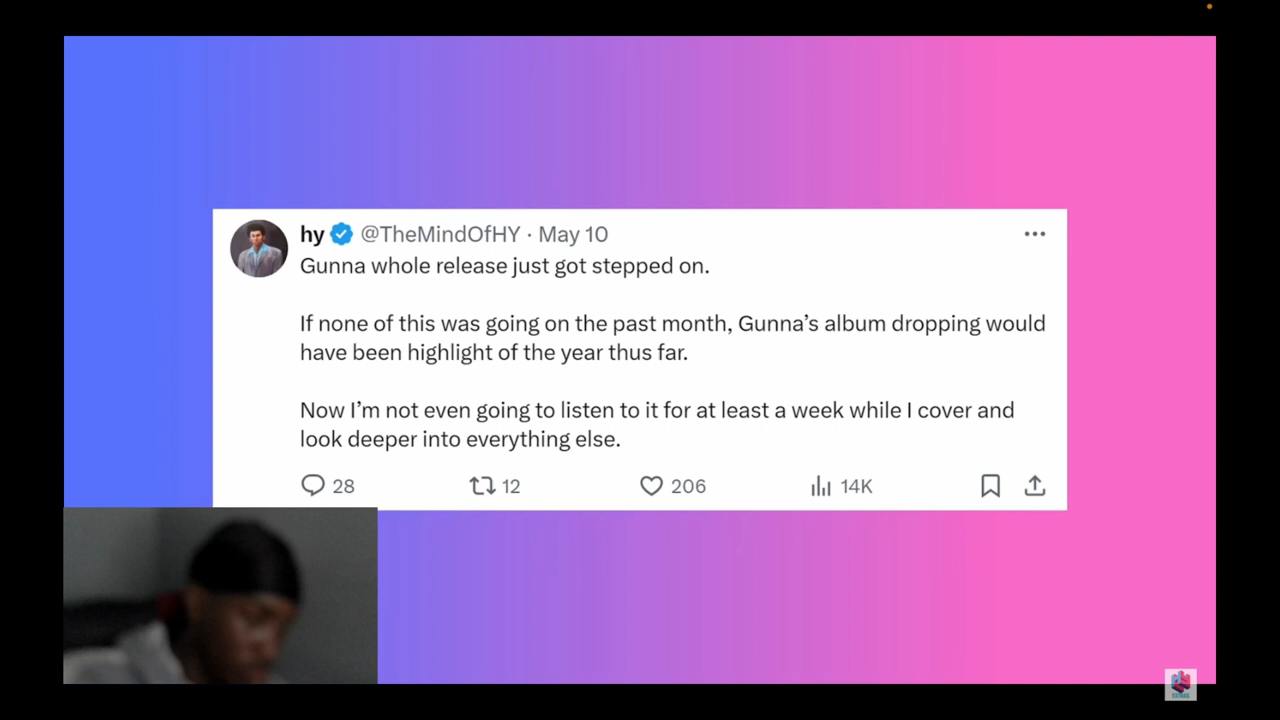 hy @TheMindOfHY · May 10
Gunna whole release just got stepped on.
If none of this was going on the past month, Gunna’s album dropping would
have been highlight of the year thus far.
Now I’m not even going to listen to it for at least a week while I cover and
look deeper into everything else.
28 12 206 14K